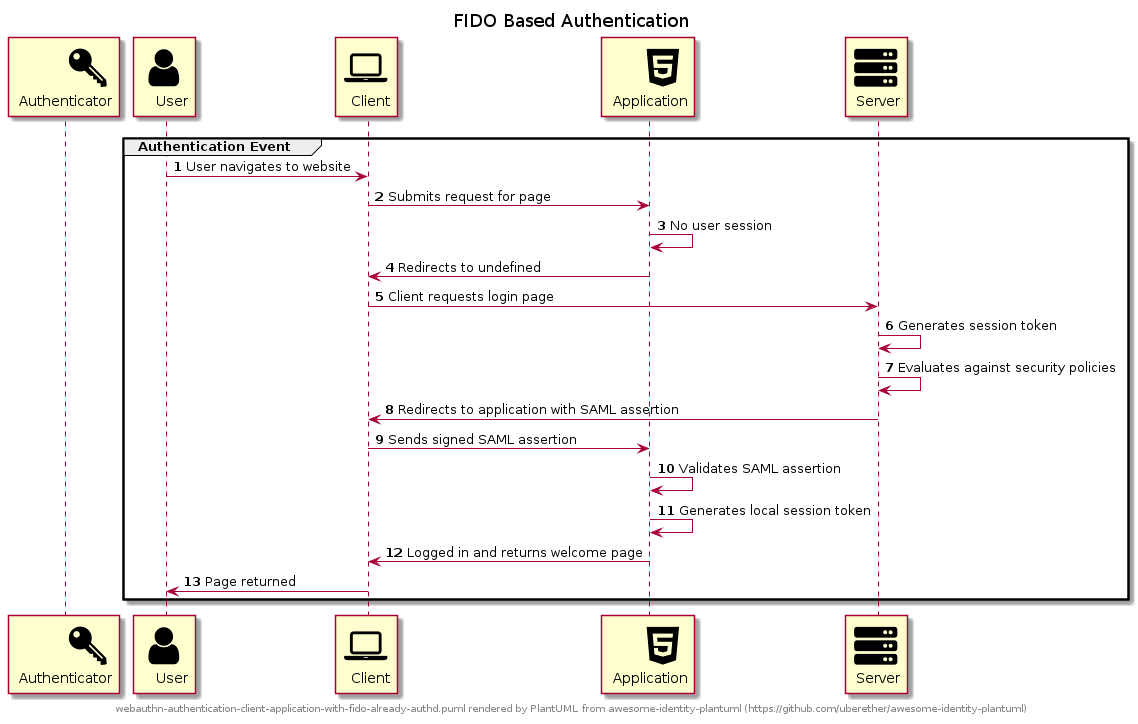 FIDO Based Authentication
Authenticator
User
Client
Application
Server
Authentication Event
1 User navigates to website
2 Submits request for page
3 No user session
4 Redirects to undefined
5 Client requests login page
6 Generates session token
7 Evaluates against security policies
8 Redirects to application with SAML assertion
9 Sends signed SAML assertion
10 Validates SAML assertion
11 Generates local session token
12 Logged in and returns welcome page
13 Page returned
Authenticator
User
Client
Application
Server
webauthn-authentication-client-application-with-fido-already-authd.puml rendered by PlantUML from awesome-identity-plantuml (https://github.com/uberether/awesome-identity-plantuml)